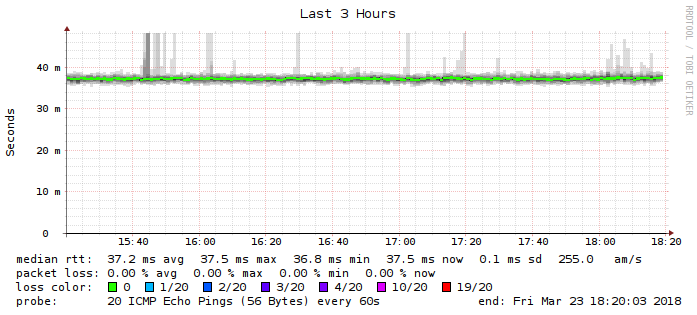 Last 3 Hours
RRDTOOL / TOBI OETIKER
Seconds
40 m
30 m
20 m
10 m
0
15:40 16:00 16:20 16:40 17:00 17:20 17:40 18:00 18:20
median rtt: 37.2 ms avg 37.5 ms max 36.8 ms min 37.5 ms now 0.1 ms sd 255.0 am/s
packet loss: 0.00 % avg 0.00 % max 0.00 % min 0.00 % now
loss color: 0 1/20 2/20 3/20 4/20 10/20 19/20
probe: 20 ICMP Echo Pings (56 Bytes) every 60s end: Fri Mar 23 18:20:03 2018